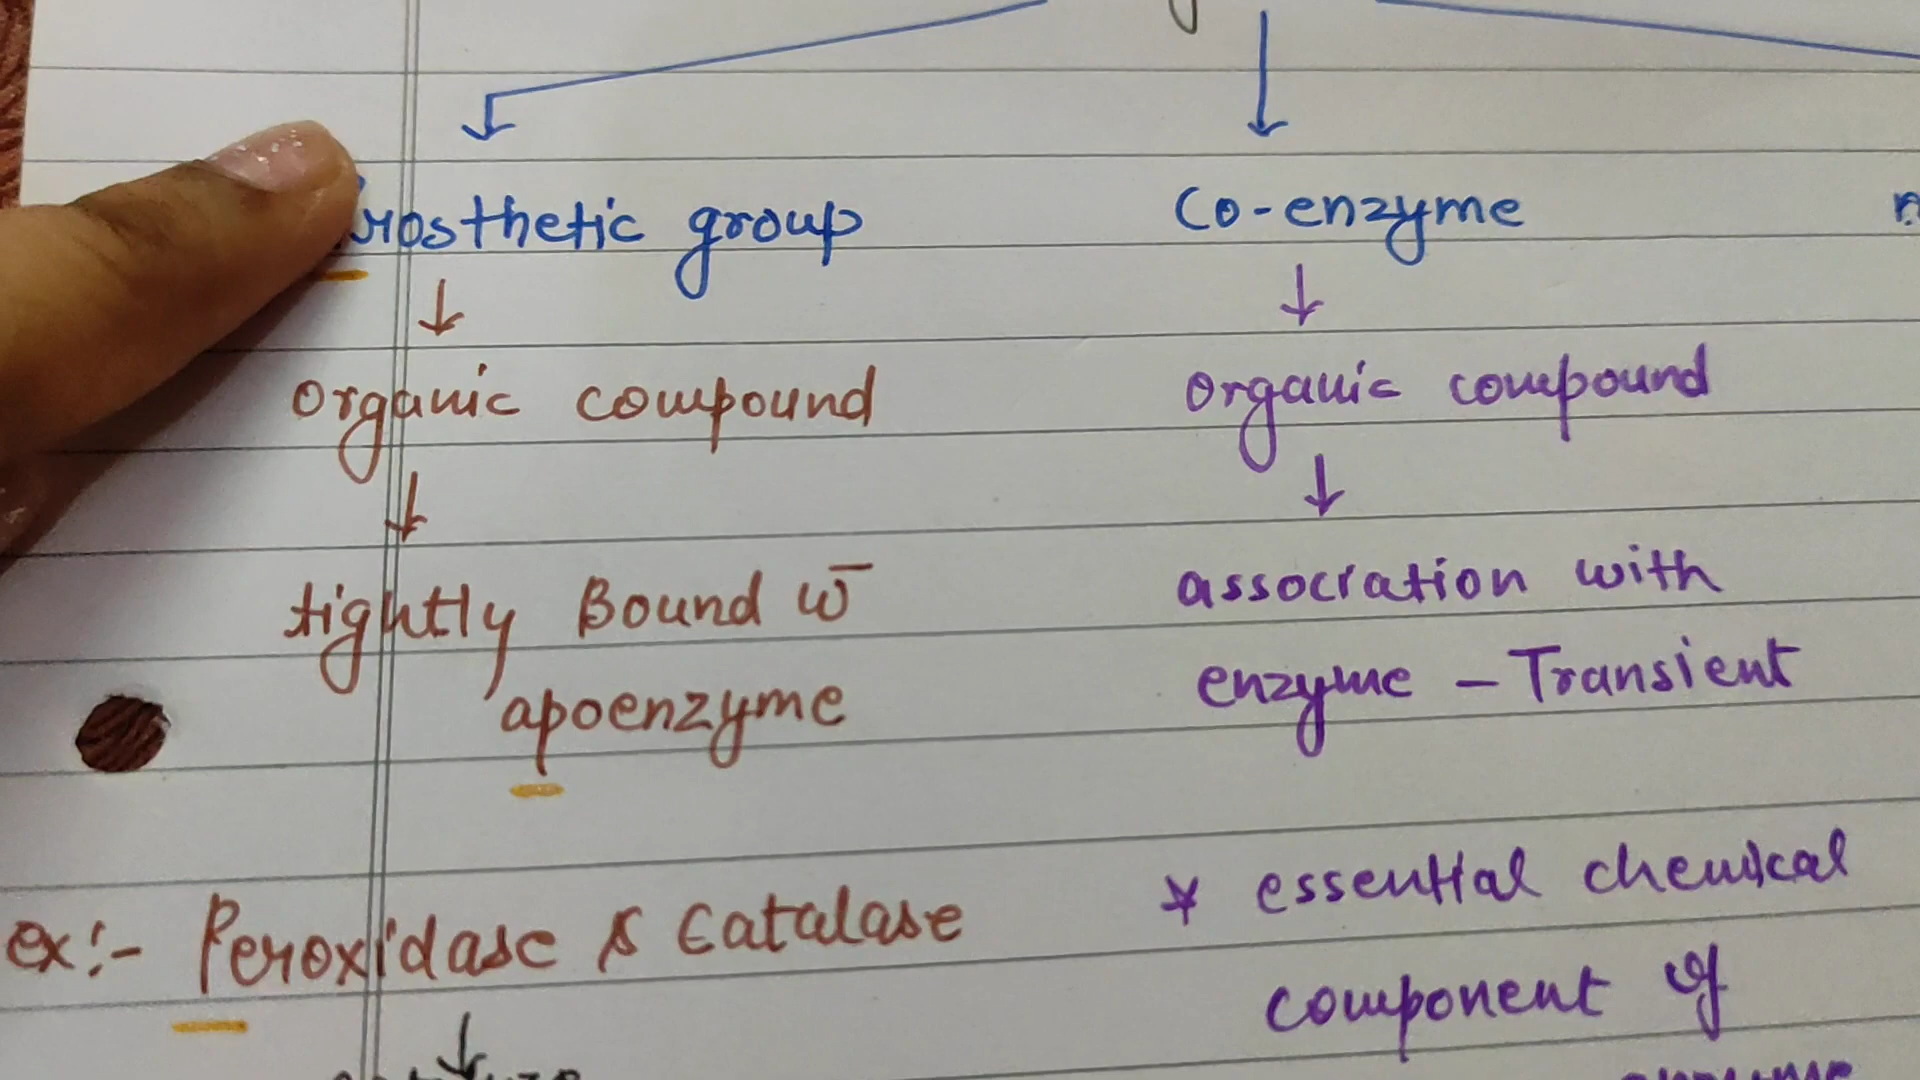 Prosthetic group
organic compound
tightly Bound w̄
apoenzyme
ex:- Peroxidase & Catalase
Co-enzyme
organic compound
association with
enzyme - Transient
* essential chemical
component of